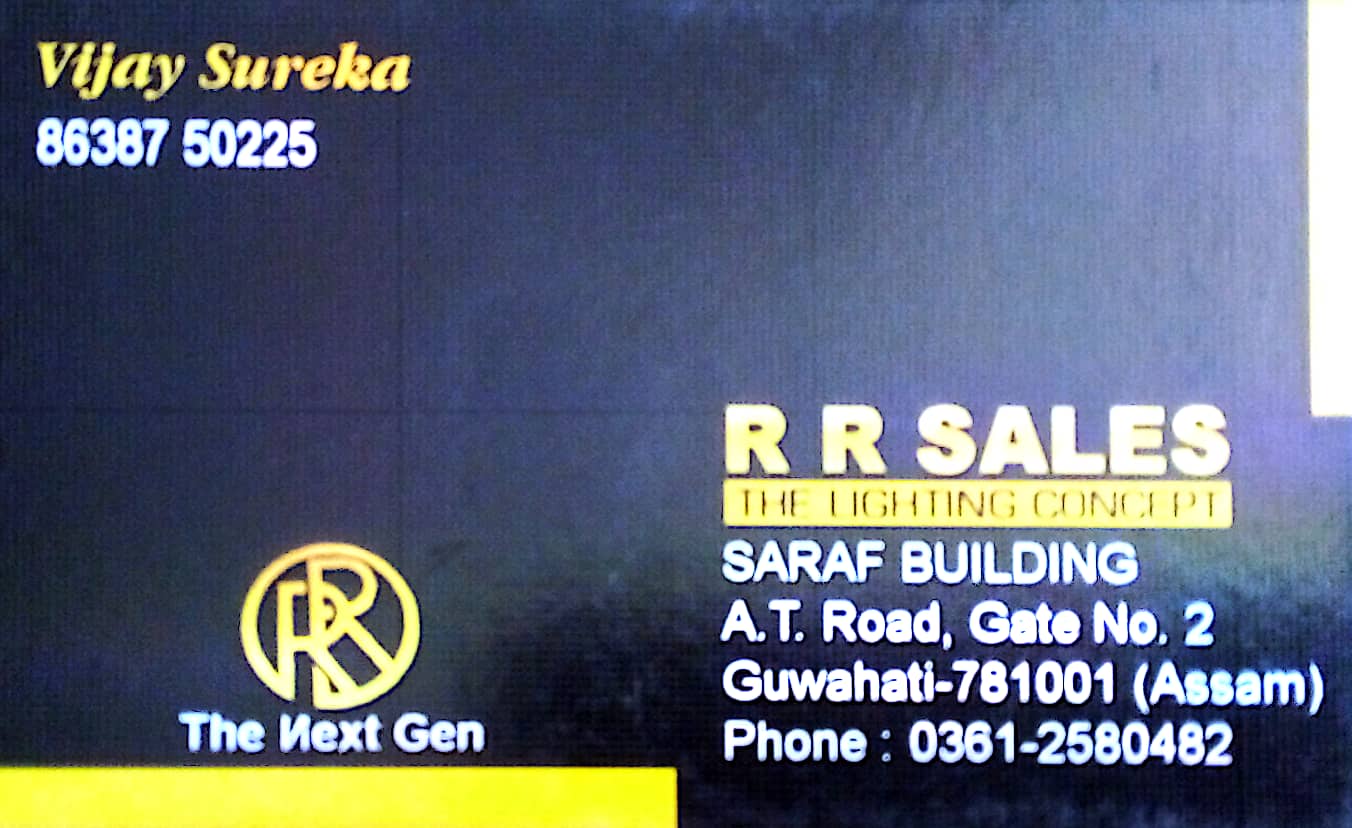 Vijay Sureka
86387 50225
R R SALES
THE LIGHTING CONCEPT
SARAF BUILDING
A.T. Road, Gate No. 2
Guwahati-781001 (Assam)
Phone : 0361-2580482
RR
The Иext Gen